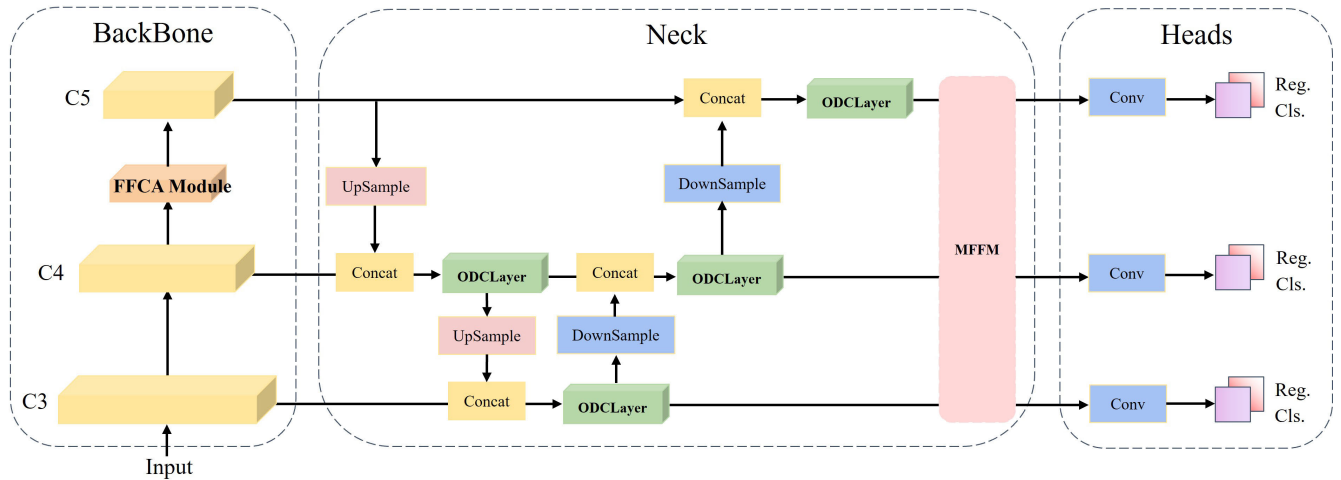 BackBone
Neck
Heads
C5
Concat
ODCLayer
Conv
Reg.
Cls.
FFCA Module
UpSample
DownSample
MFFM
C4
Concat
ODCLayer
Concat
ODCLayer
Conv
Reg.
Cls.
UpSample
DownSample
C3
Concat
ODCLayer
Conv
Reg.
Cls.
Input